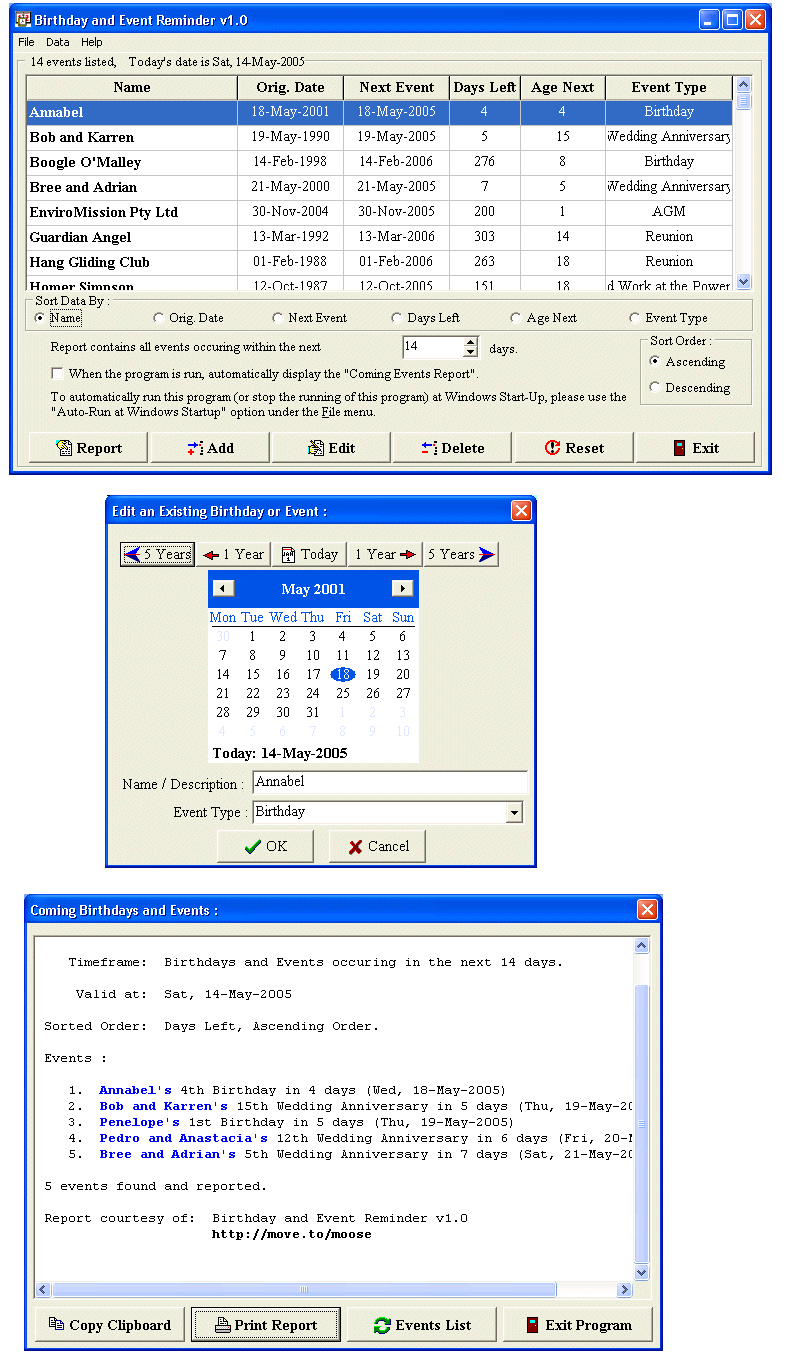 Birthday and Event Reminder v1.0
File Data Help
14 events listed, Today's date is Sat, 14-May-2005
Name Orig. Date Next Event Days Left Age Next Event Type
Annabel 18-May-2001 18-May-2005 4 4 Birthday
Bob and Karren 19-May-1990 19-May-2005 5 15 Wedding Anniversary
Boogle O'Malley 14-Feb-1998 14-Feb-2006 276 8 Birthday
Bree and Adrian 21-May-2000 21-May-2005 7 5 Wedding Anniversary
EnviroMission Pty Ltd 30-Nov-2004 30-Nov-2005 200 1 AGM
Guardian Angel 13-Mar-1992 13-Mar-2006 303 14 Reunion
Hang Gliding Club 01-Feb-1988 01-Feb-2006 263 18 Reunion
Homer Simpson 12-Oct-1987 12-Oct-2005 151 18 d Work at the Power
Sort Data By :
Name Orig. Date Next Event Days Left Age Next Event Type
Report contains all events occuring within the next 14 days.
Sort Order :
Ascending
Descending
When the program is run, automatically display the "Coming Events Report".
To automatically run this program (or stop the running of this program) at Windows Start-Up, please use the
"Auto-Run at Windows Startup" option under the File menu.
Report Add Edit Delete Reset Exit
Edit an Existing Birthday or Event :
5 Years 1 Year Today 1 Year 5 Years
May 2001
Mon Tue Wed Thu Fri Sat Sun
30 1 2 3 4 5 6
7 8 9 10 11 12 13
14 15 16 17 18 19 20
21 22 23 24 25 26 27
28 29 30 31 1 2 3
4 5 6 7 8 9 10
Today: 14-May-2005
Name / Description : Annabel
Event Type : Birthday
OK Cancel
Coming Birthdays and Events :
Timeframe: Birthdays and Events occuring in the next 14 days.
Valid at: Sat, 14-May-2005
Sorted Order: Days Left, Ascending Order.
Events :
1. Annabel's 4th Birthday in 4 days (Wed, 18-May-2005)
2. Bob and Karren's 15th Wedding Anniversary in 5 days (Thu, 19-May-20
3. Penelope's 1st Birthday in 5 days (Thu, 19-May-2005)
4. Pedro and Anastacia's 12th Wedding Anniversary in 6 days (Fri, 20-M
5. Bree and Adrian's 5th Wedding Anniversary in 7 days (Sat, 21-May-20
5 events found and reported.
Report courtesy of: Birthday and Event Reminder v1.0
http://move.to/moose
Copy Clipboard Print Report Events List Exit Program